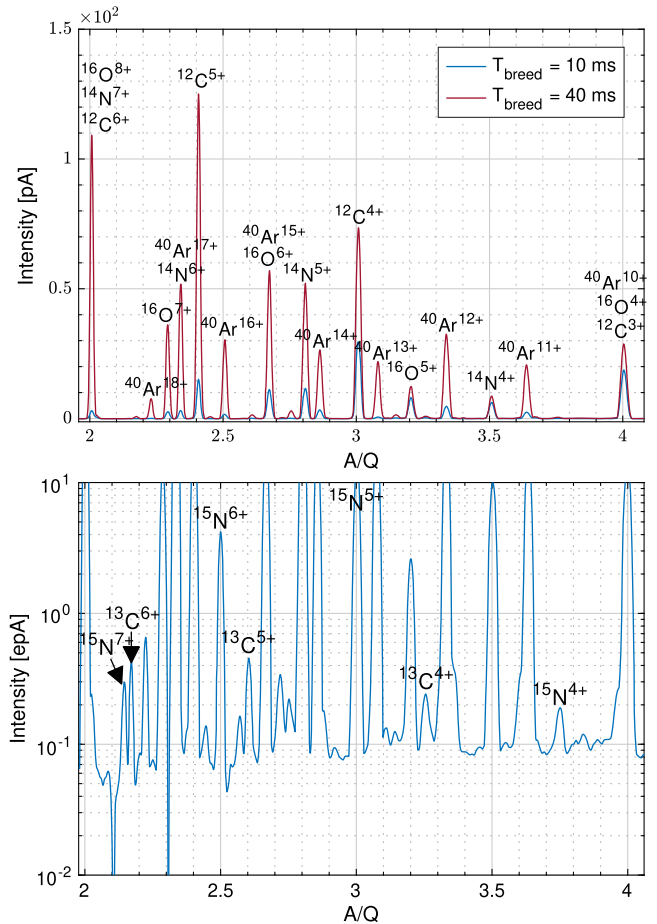 ×10²
1.5
1
0.5
0
Intensity [pA]
¹⁶O⁸⁺
¹⁴N⁷⁺
¹²C⁶⁺
⁴⁰Ar¹⁸⁺
¹⁶O⁷⁺
⁴⁰Ar¹⁷⁺
¹⁴N⁶⁺
¹²C⁵⁺
⁴⁰Ar¹⁶⁺
⁴⁰Ar¹⁵⁺
¹⁶O⁶⁺
¹⁴N⁵⁺
⁴⁰Ar¹⁴⁺
¹²C⁴⁺
⁴⁰Ar¹³⁺
¹⁶O⁵⁺
⁴⁰Ar¹²⁺
¹⁴N⁴⁺
⁴⁰Ar¹¹⁺
⁴⁰Ar¹⁰⁺
¹⁶O⁴⁺
¹²C³⁺
T_breed = 10 ms
T_breed = 40 ms
2 2.5 3 3.5 4
A/Q
10¹
10⁰
10⁻¹
10⁻²
Intensity [epA]
¹⁵N⁷⁺
¹³C⁶⁺
¹⁵N⁶⁺
¹³C⁵⁺
¹⁵N⁵⁺
¹³C⁴⁺
¹⁵N⁴⁺
2 2.5 3 3.5 4
A/Q